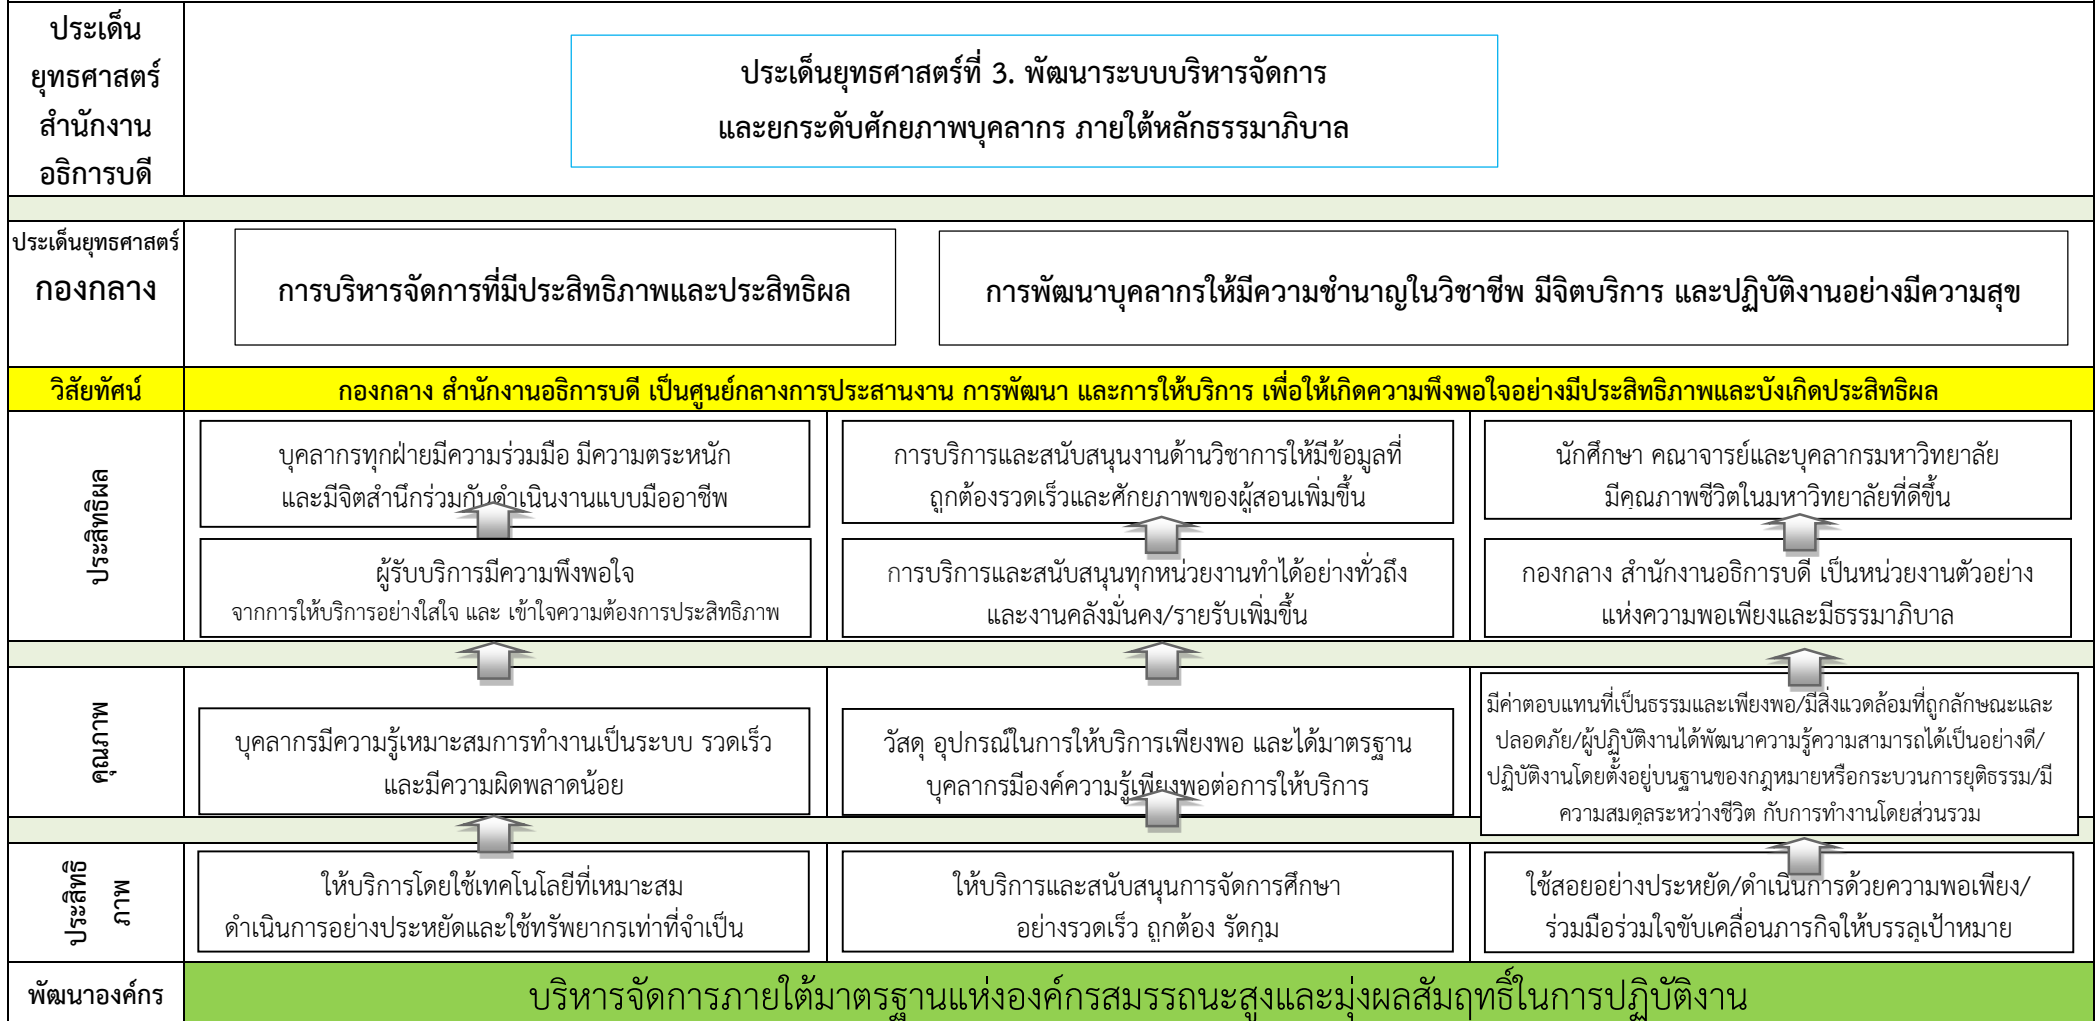 ประเด็น
ยุทธศาสตร์
สำนักงาน
อธิการบดี
ประเด็นยุทธศาสตร์ที่ 3. พัฒนาระบบบริหารจัดการ
และยกระดับศักยภาพบุคลากร ภายใต้หลักธรรมาภิบาล
ประเด็นยุทธศาสตร์
กองกลาง
การบริหารจัดการที่มีประสิทธิภาพและประสิทธิผล
การพัฒนาบุคลากรให้มีความชำนาญในวิชาชีพ มีจิตบริการ และปฏิบัติงานอย่างมีความสุข
วิสัยทัศน์
กองกลาง สำนักงานอธิการบดี เป็นศูนย์กลางการประสานงาน การพัฒนา และการให้บริการ เพื่อให้เกิดความพึงพอใจอย่างมีประสิทธิภาพและบังเกิดประสิทธิผล
ประสิทธิผล
บุคลากรทุกฝ่ายมีความร่วมมือ มีความตระหนัก
และมีจิตสำนึกร่วมกันดำเนินงานแบบมืออาชีพ
การบริการและสนับสนุนงานด้านวิชาการให้มีข้อมูลที่
ถูกต้องรวดเร็วและศักยภาพของผู้สอนเพิ่มขึ้น
นักศึกษา คณาจารย์และบุคลากรมหาวิทยาลัย
มีคุณภาพชีวิตในมหาวิทยาลัยที่ดีขึ้น
ผู้รับบริการมีความพึงพอใจ
จากการให้บริการอย่างใส่ใจ และ เข้าใจความต้องการประสิทธิภาพ
การบริการและสนับสนุนทุกหน่วยงานทำได้อย่างทั่วถึง
และงานคลังมั่นคง/รายรับเพิ่มขึ้น
กองกลาง สำนักงานอธิการบดี เป็นหน่วยงานตัวอย่าง
แห่งความพอเพียงและมีธรรมาภิบาล
คุณภาพ
บุคลากรมีความรู้เหมาะสมการทำงานเป็นระบบ รวดเร็ว
และมีความผิดพลาดน้อย
วัสดุ อุปกรณ์ในการให้บริการเพียงพอ และได้มาตรฐาน
บุคลากรมีองค์ความรู้เพียงพอต่อการให้บริการ
มีค่าตอบแทนที่เป็นธรรมและเพียงพอ/มีสิ่งแวดล้อมที่ถูกลักษณะและ
ปลอดภัย/ผู้ปฏิบัติงานได้พัฒนาความรู้ความสามารถได้เป็นอย่างดี/
ปฏิบัติงานโดยตั้งอยู่บนฐานของกฎหมายหรือกระบวนการยุติธรรม/มี
ความสมดุลระหว่างชีวิต กับการทำงานโดยส่วนรวม
ประสิทธิ
ภาพ
ให้บริการโดยใช้เทคโนโลยีที่เหมาะสม
ดำเนินการอย่างประหยัดและใช้ทรัพยากรเท่าที่จำเป็น
ให้บริการและสนับสนุนการจัดการศึกษา
อย่างรวดเร็ว ถูกต้อง รัดกุม
ใช้สอยอย่างประหยัด/ดำเนินการด้วยความพอเพียง/
ร่วมมือร่วมใจขับเคลื่อนภารกิจให้บรรลุเป้าหมาย
พัฒนาองค์กร
บริหารจัดการภายใต้มาตรฐานแห่งองค์กรสมรรถนะสูงและมุ่งผลสัมฤทธิ์ในการปฏิบัติงาน